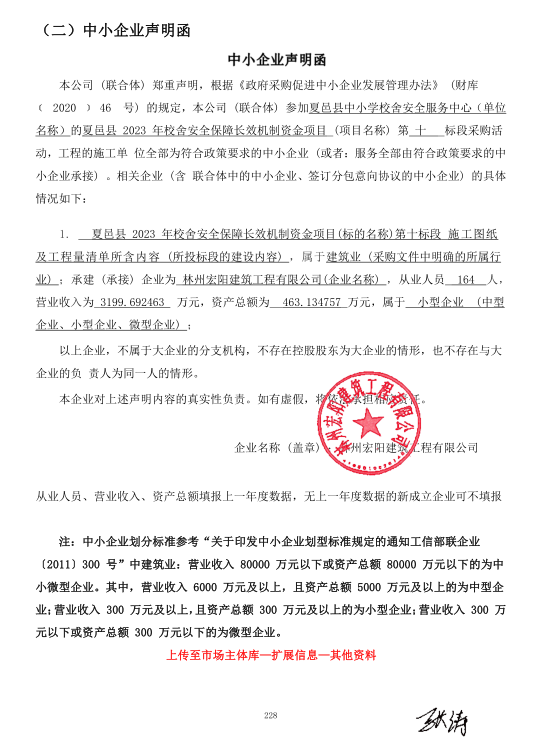 （二）中小企业声明函
中小企业声明函
本公司 (联合体) 郑重声明，根据《政府采购促进中小企业发展管理办法》 (财库
﹝ 2020 ﹞46 号) 的规定，本公司 (联合体) 参加夏邑县中小学校舍安全服务中心（单位
名称）的夏邑县 2023 年校舍安全保障长效机制资金项目 (项目名称) 第 十 标段采购活
动，工程的施工单 位全部为符合政策要求的中小企业 (或者：服务全部由符合政策要求的中
小企业承接) 。相关企业 (含 联合体中的中小企业、签订分包意向协议的中小企业) 的具体
情况如下：
1. 夏邑县 2023 年校舍安全保障长效机制资金项目(标的名称)第十标段 施工图纸
及工程量清单所含内容 (所投标段的建设内容) ，属于建筑业 (采购文件中明确的所属行
业) ；承建 (承接) 企业为 林州宏阳建筑工程有限公司(企业名称) ，从业人员 164 人，
营业收入为 3199.692463 万元，资产总额为 463.134757 万元，属于 小型企业 （中型
企业、小型企业、微型企业) ；
以上企业，不属于大企业的分支机构，不存在控股股东为大企业的情形，也不存在与大
企业的负 责人为同一人的情形。
本企业对上述声明内容的真实性负责。如有虚假，将依法承担相应责任。
企业名称 (盖章) ：林州宏阳建筑工程有限公司
林州宏阳建筑工程有限公司
从业人员、营业收入、资产总额填报上一年度数据，无上一年度数据的新成立企业可不填报
注：中小企业划分标准参考“关于印发中小企业划型标准规定的通知工信部联企业
〔2011〕300 号”中建筑业：营业收入 80000 万元以下或资产总额 80000 万元以下的为中
小微型企业。其中，营业收入 6000 万元及以上，且资产总额 5000 万元及以上的为中型企
业；营业收入 300 万元及以上，且资产总额 300 万元及以上的为小型企业；营业收入 300 万
元以下或资产总额 300 万元以下的为微型企业。
上传至市场主体库—扩展信息—其他资料
228